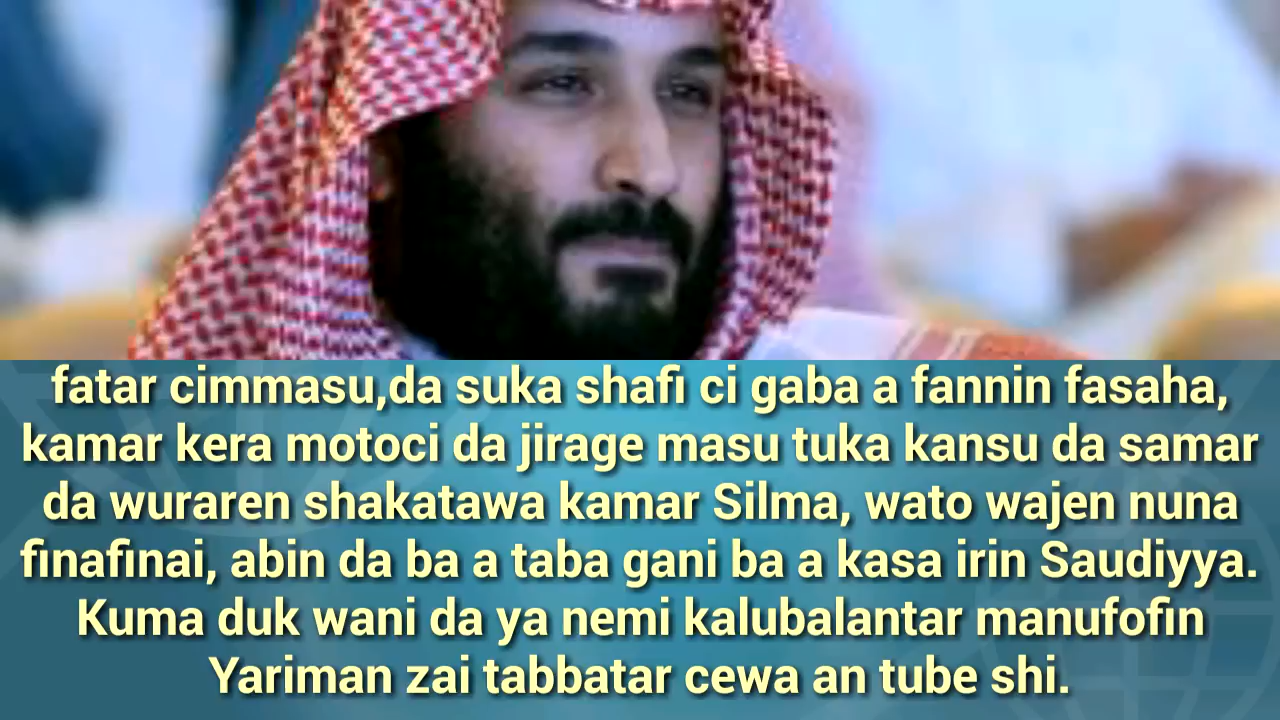 fatar cimmasu,da suka shafi ci gaba a fannin fasaha,
kamar kera motoci da jirage masu tuka kansu da samar
da wuraren shakatawa kamar Silma, wato wajen nuna
finafinai, abin da ba a taba gani ba a kasa irin Saudiyya.
Kuma duk wani da ya nemi kalubalantar manufofin
Yariman zai tabbatar cewa an tube shi.